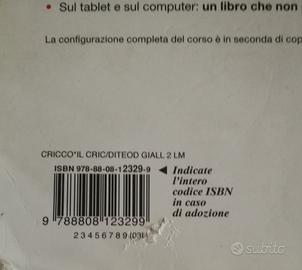 • Sul tablet e sul computer: un libro che non
La configurazione completa del corso è in seconda di cop
CRICCO*IL CRIC/DITEOD GIALL 2 LM
ISBN 978-88-08-12329-9
◄ Indicate
l'intero
codice ISBN
in caso
di adozione
9 788808 123299
2 3 4 5 6 7 8 9 (03L)
subito